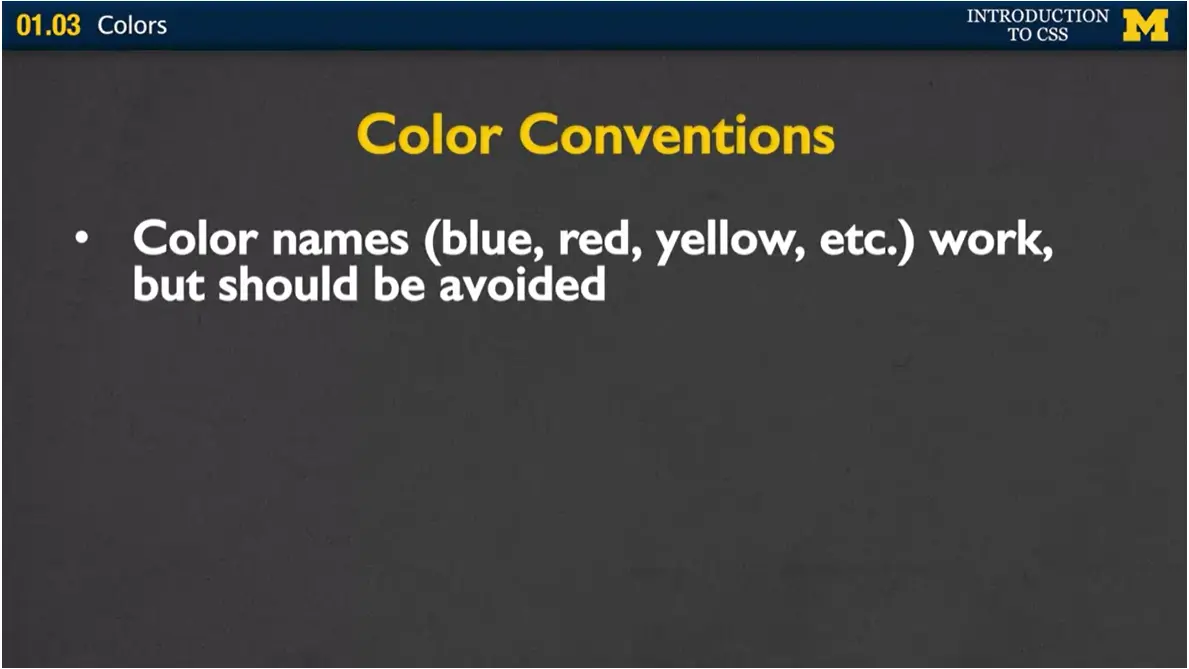 01.03 Colors
INTRODUCTION
TO CSS
M
Color Conventions
• Color names (blue, red, yellow, etc.) work,
but should be avoided